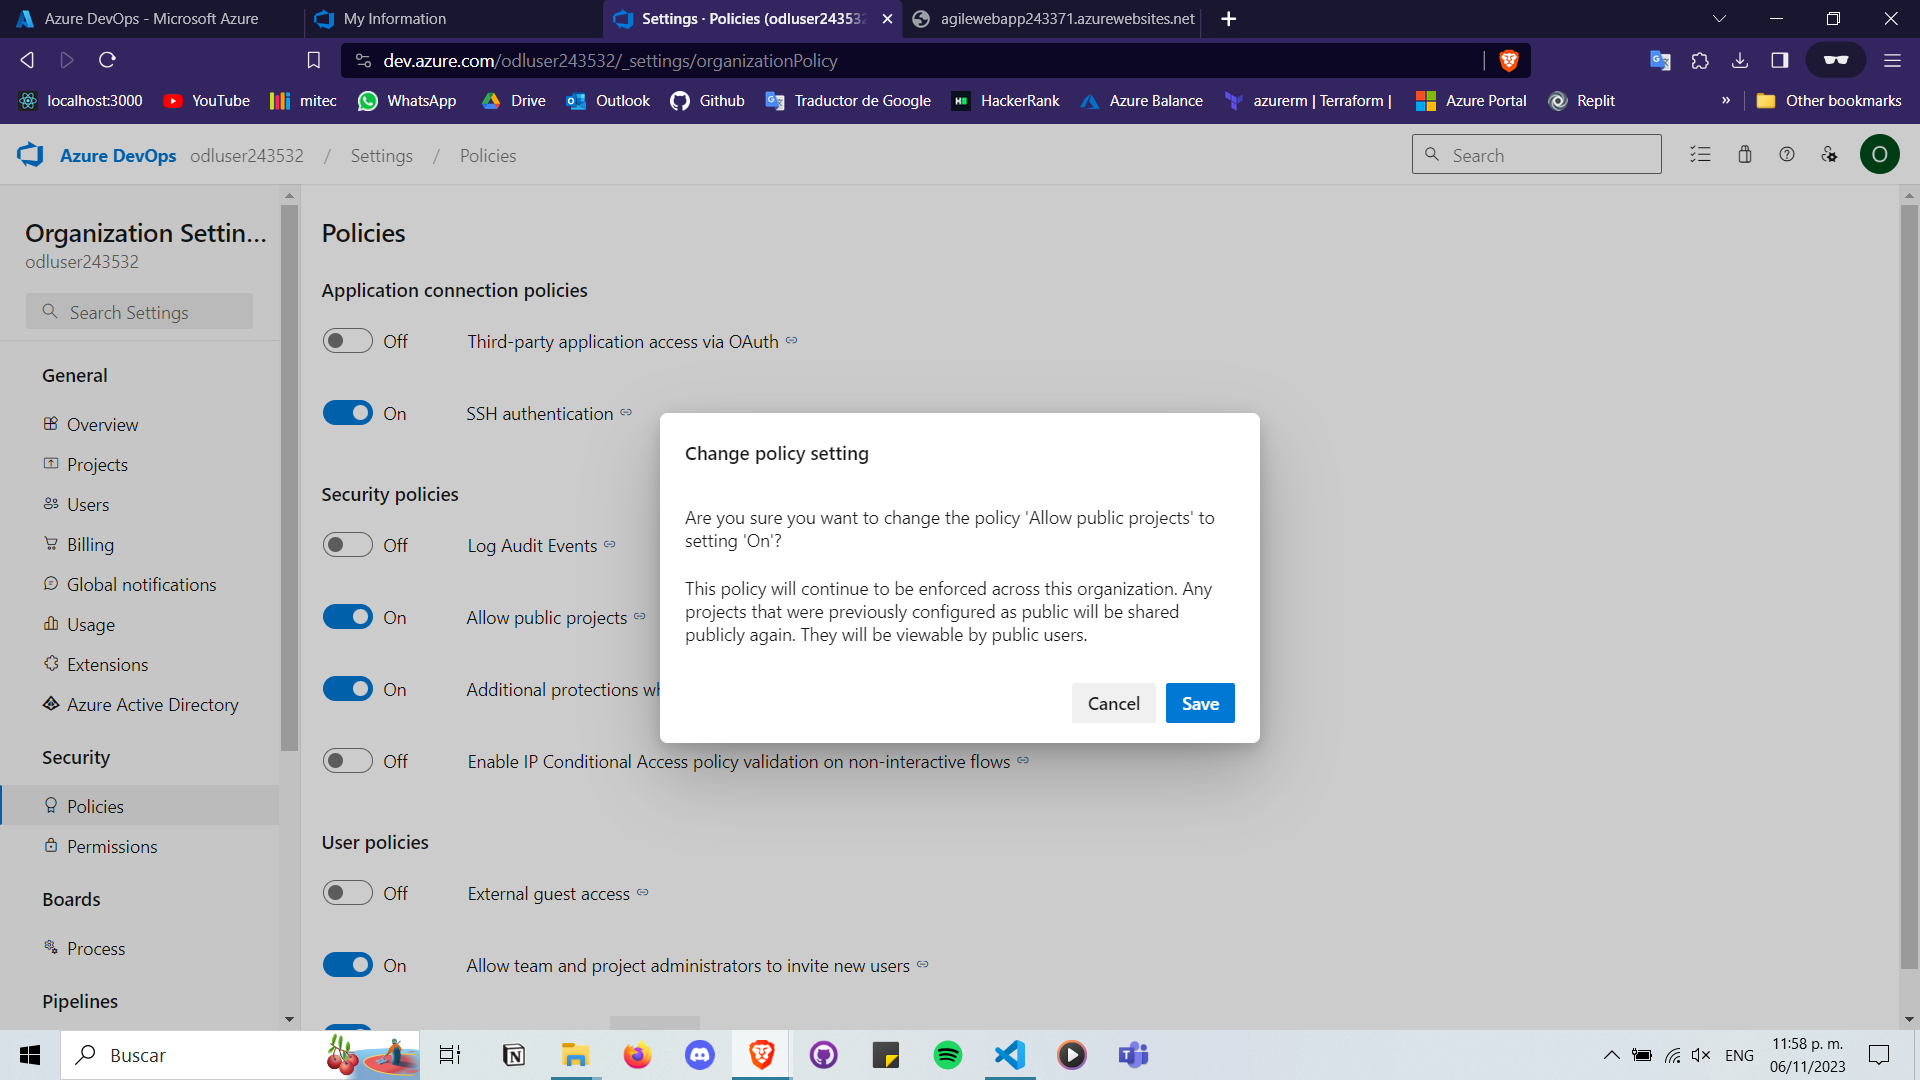 Azure DevOps - Microsoft Azure
My Information
Settings · Policies (odluser243532
agilewebapp243371.azurewebsites.net
dev.azure.com/odluser243532/_settings/organizationPolicy
localhost:3000
YouTube
mitec
WhatsApp
Drive
Outlook
Github
Traductor de Google
HackerRank
Azure Balance
azurerm | Terraform |
Azure Portal
Replit
»
Other bookmarks
Azure DevOps odluser243532 / Settings / Policies
Search
O
Organization Settin...
odluser243532
Search Settings
General
Overview
Projects
Users
Billing
Global notifications
Usage
Extensions
Azure Active Directory
Security
Policies
Permissions
Boards
Process
Pipelines
Policies
Application connection policies
Off Third-party application access via OAuth
On SSH authentication
Security policies
Off Log Audit Events
On Allow public projects
On Additional protections wh
Off Enable IP Conditional Access policy validation on non-interactive flows
User policies
Off External guest access
On Allow team and project administrators to invite new users
Change policy setting
Are you sure you want to change the policy 'Allow public projects' to
setting 'On'?
This policy will continue to be enforced across this organization. Any
projects that were previously configured as public will be shared
publicly again. They will be viewable by public users.
Cancel
Save
Buscar
ENG
11:58 p. m.
06/11/2023